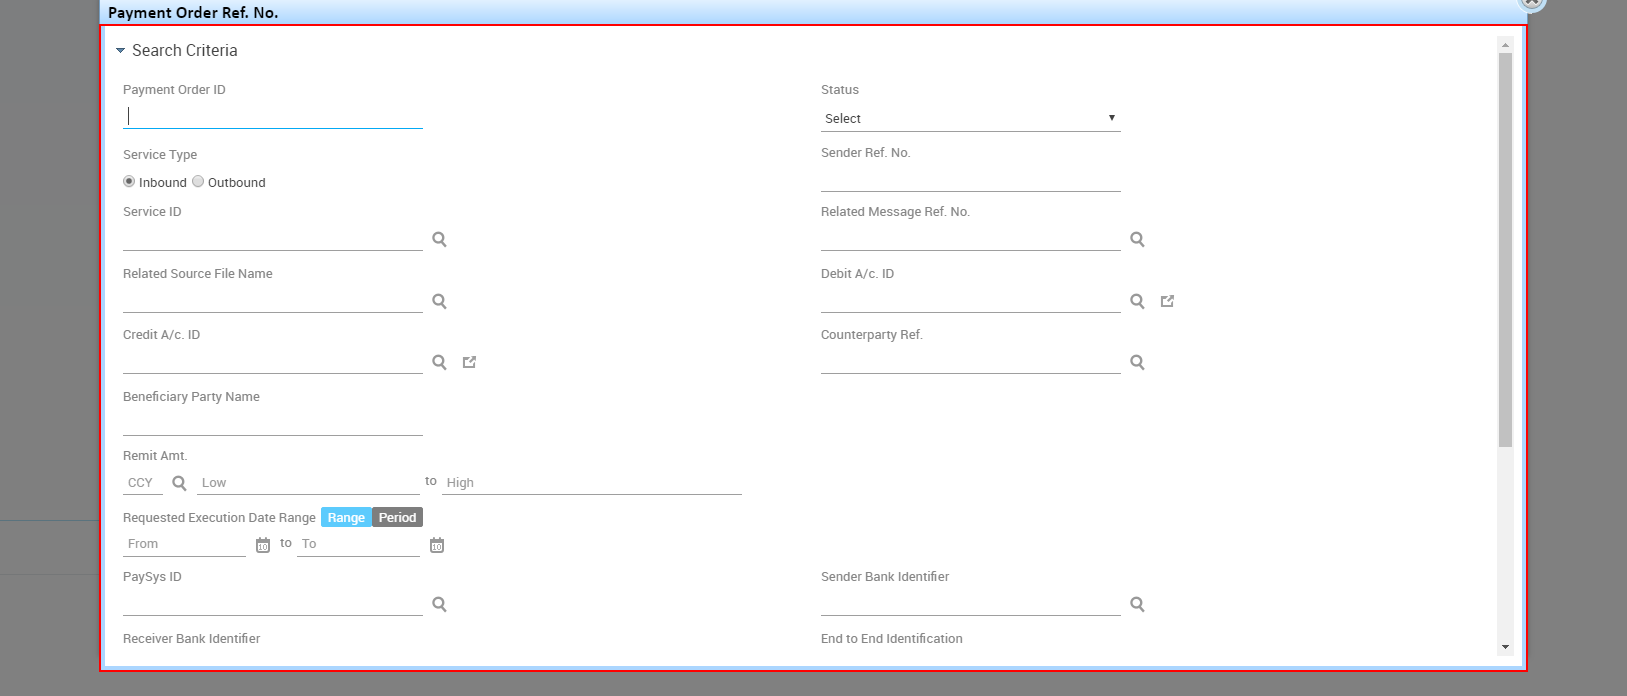 Payment Order Ref. No.
Search Criteria
Payment Order ID
Status
Select
Service Type
Sender Ref. No.
Inbound Outbound
Service ID
Related Message Ref. No.
Related Source File Name
Debit A/c. ID
Credit A/c. ID
Counterparty Ref.
Beneficiary Party Name
Remit Amt.
CCY Low to High
Requested Execution Date Range Range Period
From 10 to To 10
PaySys ID
Sender Bank Identifier
Receiver Bank Identifier
End to End Identification